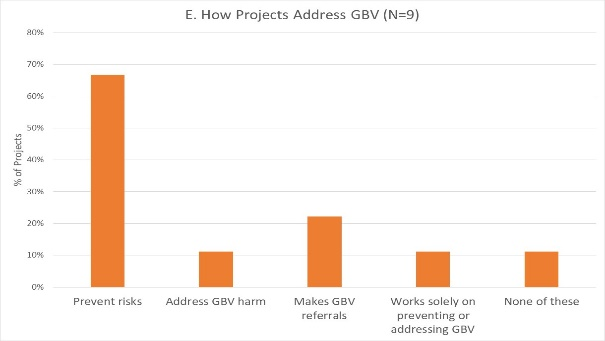 E. How Projects Address GBV (N=9)
80%
70%
60%
50%
40%
30%
20%
10%
0%
% of Projects
Prevent risks
Address GBV harm
Makes GBV
referrals
Works solely on
preventing or
addressing GBV
None of these